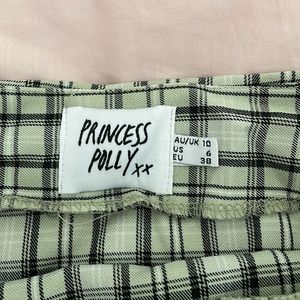 PRINCESS
POLLY xx
AU/UK 10
US 6
EU 38